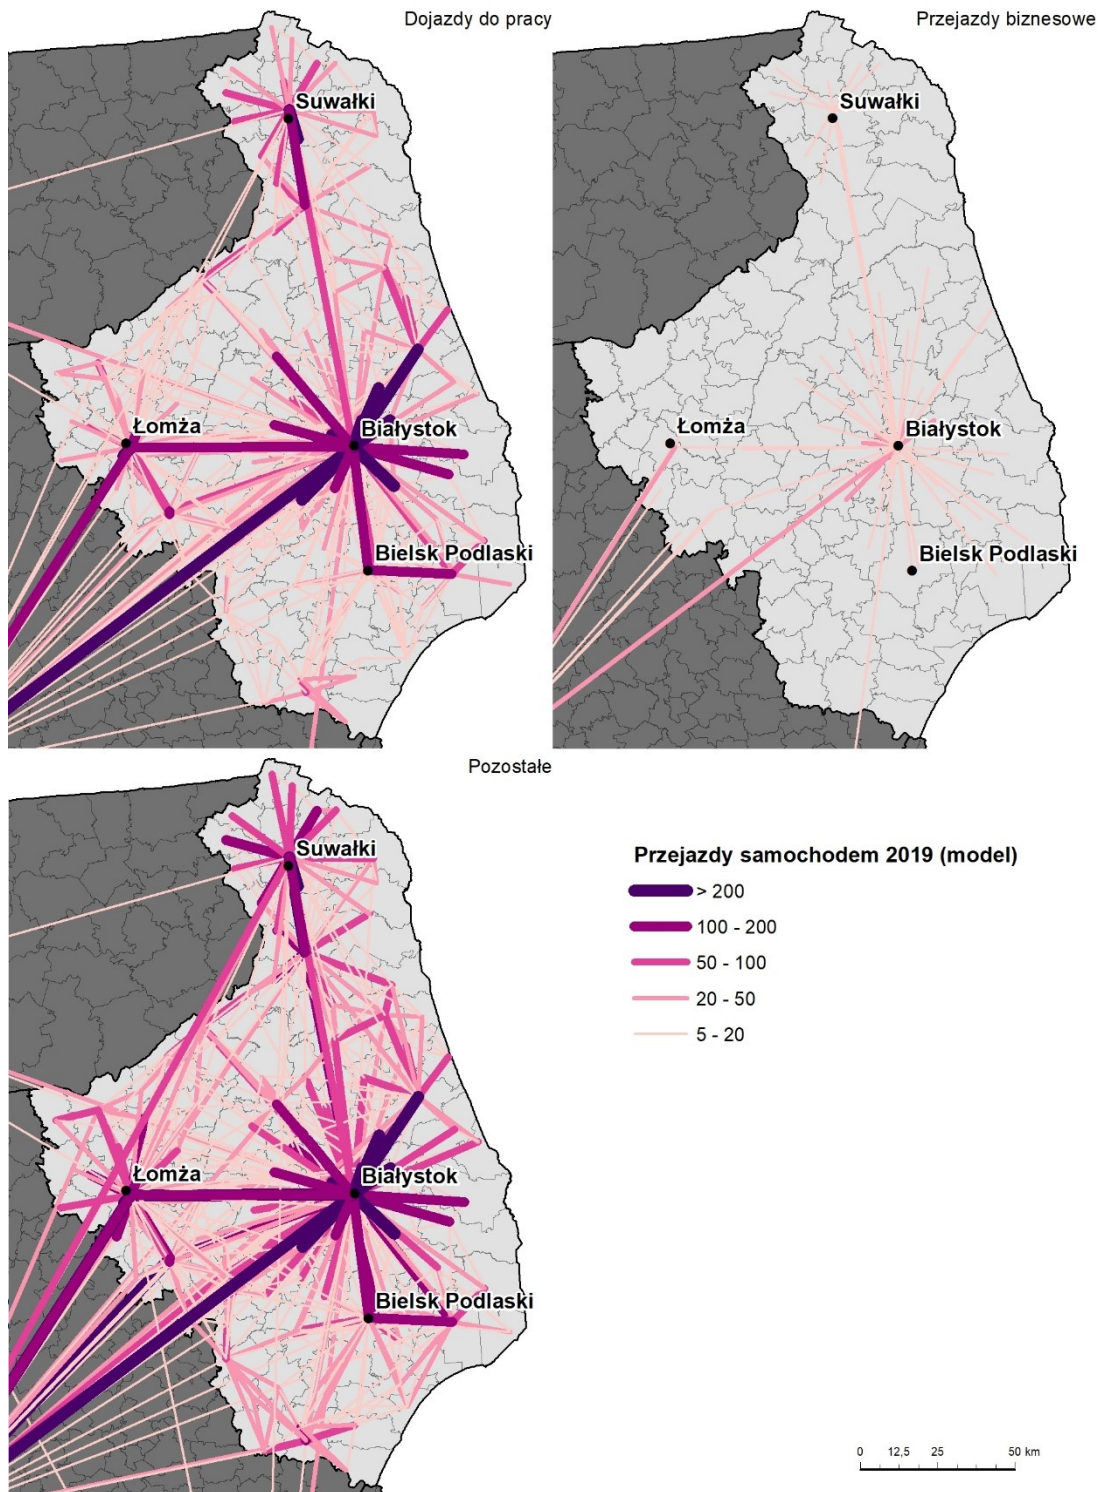 Dojazdy do pracy
Przejazdy biznesowe
Suwałki
Łomża
Białystok
Bielsk Podlaski
Suwałki
Łomża
Białystok
Bielsk Podlaski
Pozostałe
Suwałki
Łomża
Białystok
Bielsk Podlaski
Przejazdy samochodem 2019 (model)
> 200
100 - 200
50 - 100
20 - 50
5 - 20
0 12,5 25 50 km